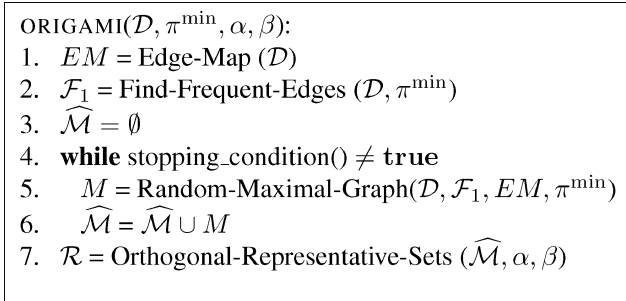 ORIGAMI(𝒟, π^min, α, β):
1. EM = Edge-Map (𝒟)
2. ℱ₁ = Find-Frequent-Edges (𝒟, π^min)
3. ℳ̂ = ∅
4. while stopping_condition() ≠ true
5. M = Random-Maximal-Graph(𝒟, ℱ₁, EM, π^min)
6. ℳ̂ = ℳ̂ ∪ M
7. ℛ = Orthogonal-Representative-Sets (ℳ̂, α, β)